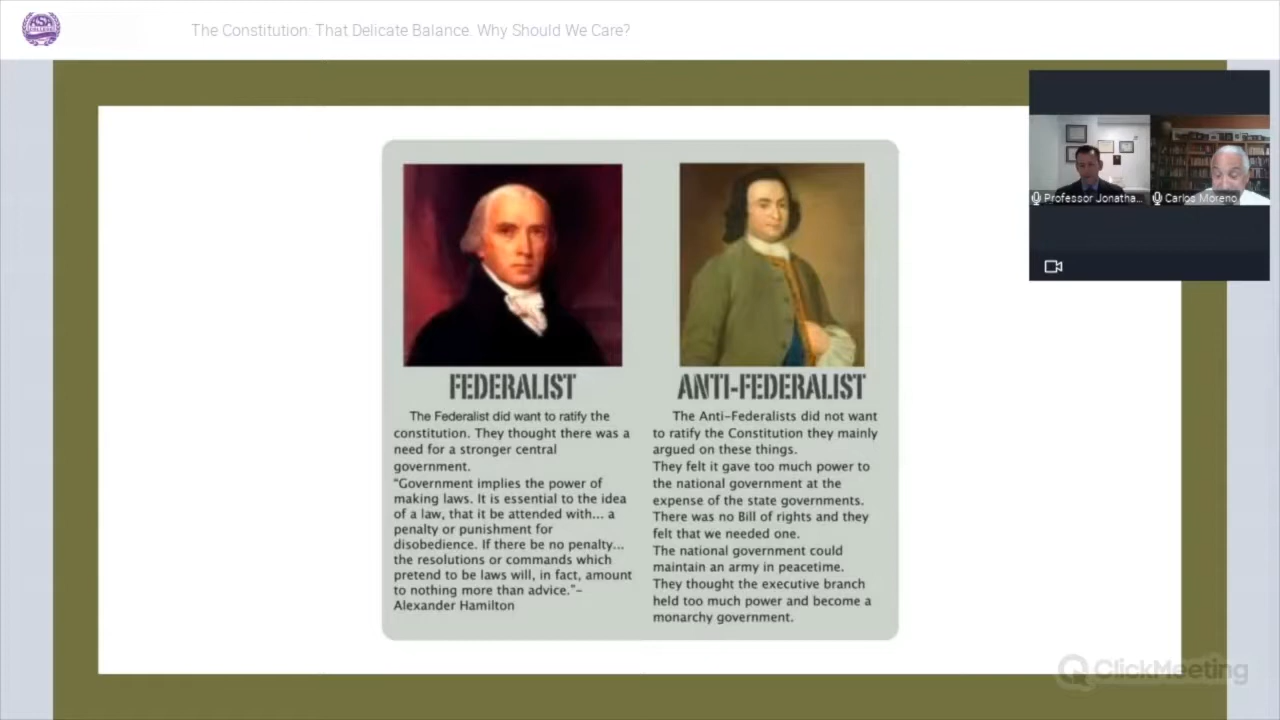 The Constitution: That Delicate Balance. Why Should We Care?
Professor Jonatha...
Carlos Moreno
FEDERALIST
The Federalist did want to ratify the
constitution. They thought there was a
need for a stronger central
government.
“Government implies the power of
making laws. It is essential to the idea
of a law, that it be attended with... a
penalty or punishment for
disobedience. If there be no penalty...
the resolutions or commands which
pretend to be laws will, in fact, amount
to nothing more than advice.”–
Alexander Hamilton
ANTI-FEDERALIST
The Anti-Federalists did not want
to ratify the Constitution they mainly
argued on these things.
They felt it gave too much power to
the national government at the
expense of the state governments.
There was no Bill of rights and they
felt that we needed one.
The national government could
maintain an army in peacetime.
They thought the executive branch
held too much power and become a
monarchy government.
ClickMeeting